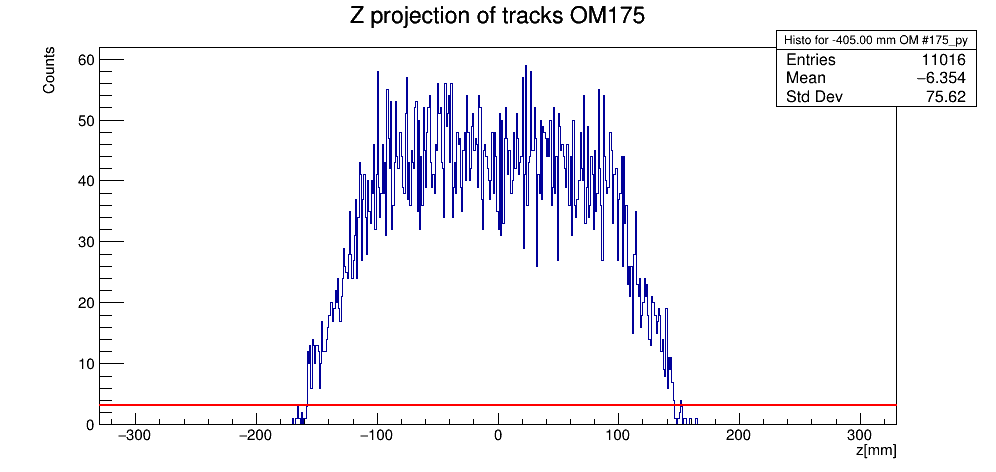 Z projection of tracks OM175
Histo for -405.00 mm OM #175_py
Entries 11016
Mean −6.354
Std Dev 75.62
Counts
60
50
40
30
20
10
0
−300 −200 −100 0 100 200 300
z[mm]